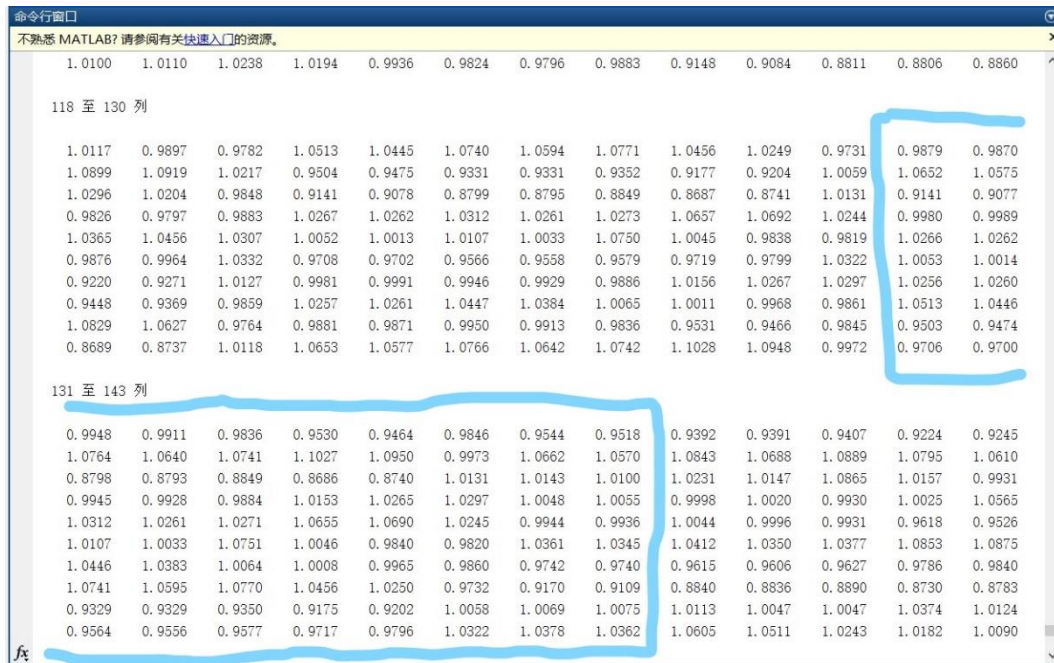 命令行窗口
不熟悉 MATLAB? 请参阅有关快速入门的资源。
1.0100 1.0110 1.0238 1.0194 0.9936 0.9824 0.9796 0.9883 0.9148 0.9084 0.8811 0.8806 0.8860
118 至 130 列
1.0117 0.9897 0.9782 1.0513 1.0445 1.0740 1.0594 1.0771 1.0456 1.0249 0.9731 0.9879 0.9870
1.0899 1.0919 1.0217 0.9504 0.9475 0.9331 0.9331 0.9352 0.9177 0.9204 1.0059 1.0652 1.0575
1.0296 1.0204 0.9848 0.9141 0.9078 0.8799 0.8795 0.8849 0.8687 0.8741 1.0131 0.9141 0.9077
0.9826 0.9797 0.9883 1.0267 1.0262 1.0312 1.0261 1.0273 1.0657 1.0692 1.0244 0.9980 0.9989
1.0365 1.0456 1.0307 1.0052 1.0013 1.0107 1.0033 1.0750 1.0045 0.9838 0.9819 1.0266 1.0262
0.9876 0.9964 1.0332 0.9708 0.9702 0.9566 0.9558 0.9579 0.9719 0.9799 1.0322 1.0053 1.0014
0.9220 0.9271 1.0127 0.9981 0.9991 0.9946 0.9929 0.9886 1.0156 1.0267 1.0297 1.0256 1.0260
0.9448 0.9369 0.9859 1.0257 1.0261 1.0447 1.0384 1.0065 1.0011 0.9968 0.9861 1.0513 1.0446
1.0829 1.0627 0.9764 0.9881 0.9871 0.9950 0.9913 0.9836 0.9531 0.9466 0.9845 0.9503 0.9474
0.8689 0.8737 1.0118 1.0653 1.0577 1.0766 1.0642 1.0742 1.1028 1.0948 0.9972 0.9706 0.9700
131 至 143 列
0.9948 0.9911 0.9836 0.9530 0.9464 0.9846 0.9544 0.9518 0.9392 0.9391 0.9407 0.9224 0.9245
1.0764 1.0640 1.0741 1.1027 1.0950 0.9973 1.0662 1.0570 1.0843 1.0688 1.0889 1.0795 1.0610
0.8798 0.8793 0.8849 0.8686 0.8740 1.0131 1.0143 1.0100 1.0231 1.0147 1.0865 1.0157 0.9931
0.9945 0.9928 0.9884 1.0153 1.0265 1.0297 1.0048 1.0055 0.9998 1.0020 0.9930 1.0025 1.0565
1.0312 1.0261 1.0271 1.0655 1.0690 1.0245 0.9944 0.9936 1.0044 0.9996 0.9931 0.9618 0.9526
1.0107 1.0033 1.0751 1.0046 0.9840 0.9820 1.0361 1.0345 1.0412 1.0350 1.0377 1.0853 1.0875
1.0446 1.0383 1.0064 1.0008 0.9965 0.9860 0.9742 0.9740 0.9615 0.9606 0.9627 0.9786 0.9840
1.0741 1.0595 1.0770 1.0456 1.0250 0.9732 0.9170 0.9109 0.8840 0.8836 0.8890 0.8730 0.8783
0.9329 0.9329 0.9350 0.9175 0.9202 1.0058 1.0069 1.0075 1.0113 1.0047 1.0047 1.0374 1.0124
0.9564 0.9556 0.9577 0.9717 0.9796 1.0322 1.0378 1.0362 1.0605 1.0511 1.0243 1.0182 1.0090
fx